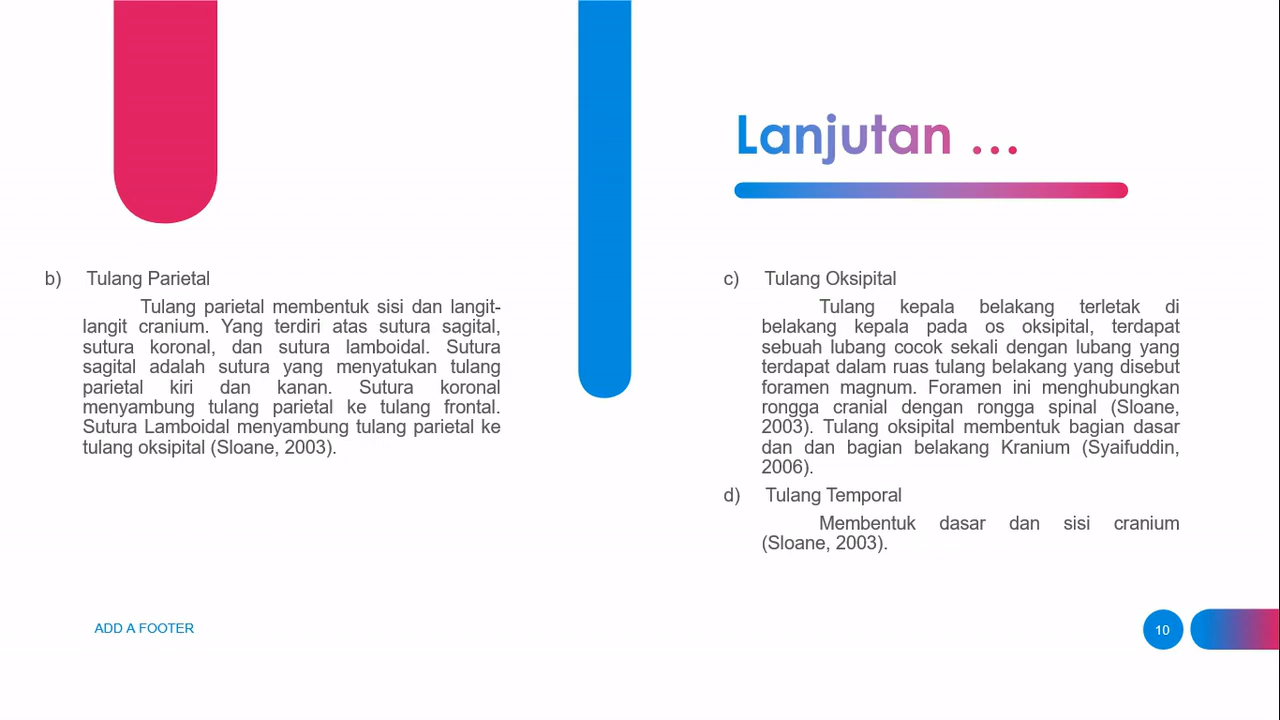 Lanjutan ...
b) Tulang Parietal
Tulang parietal membentuk sisi dan langit-
langit cranium. Yang terdiri atas sutura sagital,
sutura koronal, dan sutura lamboidal. Sutura
sagital adalah sutura yang menyatukan tulang
parietal kiri dan kanan. Sutura koronal
menyambung tulang parietal ke tulang frontal.
Sutura Lamboidal menyambung tulang parietal ke
tulang oksipital (Sloane, 2003).
c) Tulang Oksipital
Tulang kepala belakang terletak di
belakang kepala pada os oksipital, terdapat
sebuah lubang cocok sekali dengan lubang yang
terdapat dalam ruas tulang belakang yang disebut
foramen magnum. Foramen ini menghubungkan
rongga cranial dengan rongga spinal (Sloane,
2003). Tulang oksipital membentuk bagian dasar
dan dan bagian belakang Kranium (Syaifuddin,
2006).
d) Tulang Temporal
Membentuk dasar dan sisi cranium
(Sloane, 2003).
ADD A FOOTER
10